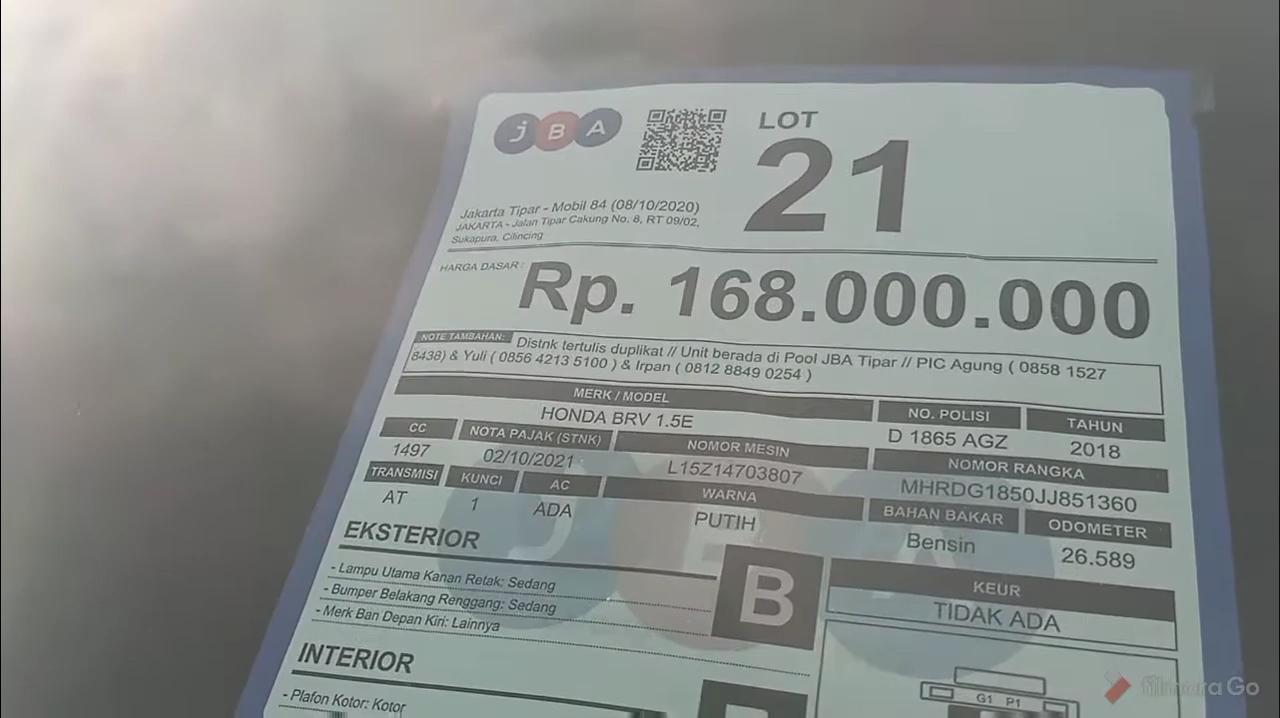 JBA
LOT
21
Jakarta Tipar - Mobil 84 (08/10/2020)
JAKARTA - Jalan Tipar Cakung No. 8, RT 09/02,
Sukapura, Cilincing
HARGA DASAR : Rp. 168.000.000
NOTE TAMBAHAN: Distnk tertulis duplikat // Unit berada di Pool JBA Tipar // PIC Agung ( 0858 1527
8438) & Yuli ( 0856 4213 5100 ) & Irpan ( 0812 8849 0254 )
MERK / MODEL NO. POLISI TAHUN
HONDA BRV 1.5E D 1865 AGZ 2018
CC NOTA PAJAK (STNK) NOMOR MESIN NOMOR RANGKA
1497 02/10/2021 L15Z14703807 MHRDG1850JJ851360
TRANSMISI KUNCI AC WARNA BAHAN BAKAR ODOMETER
AT 1 ADA PUTIH Bensin 26.589
EKSTERIOR
- Lampu Utama Kanan Retak: Sedang
- Bumper Belakang Renggang: Sedang
- Merk Ban Depan Kiri: Lainnya
B
KEUR
TIDAK ADA
INTERIOR
- Plafon Kotor: Kotor
G1 P1
filmora Go